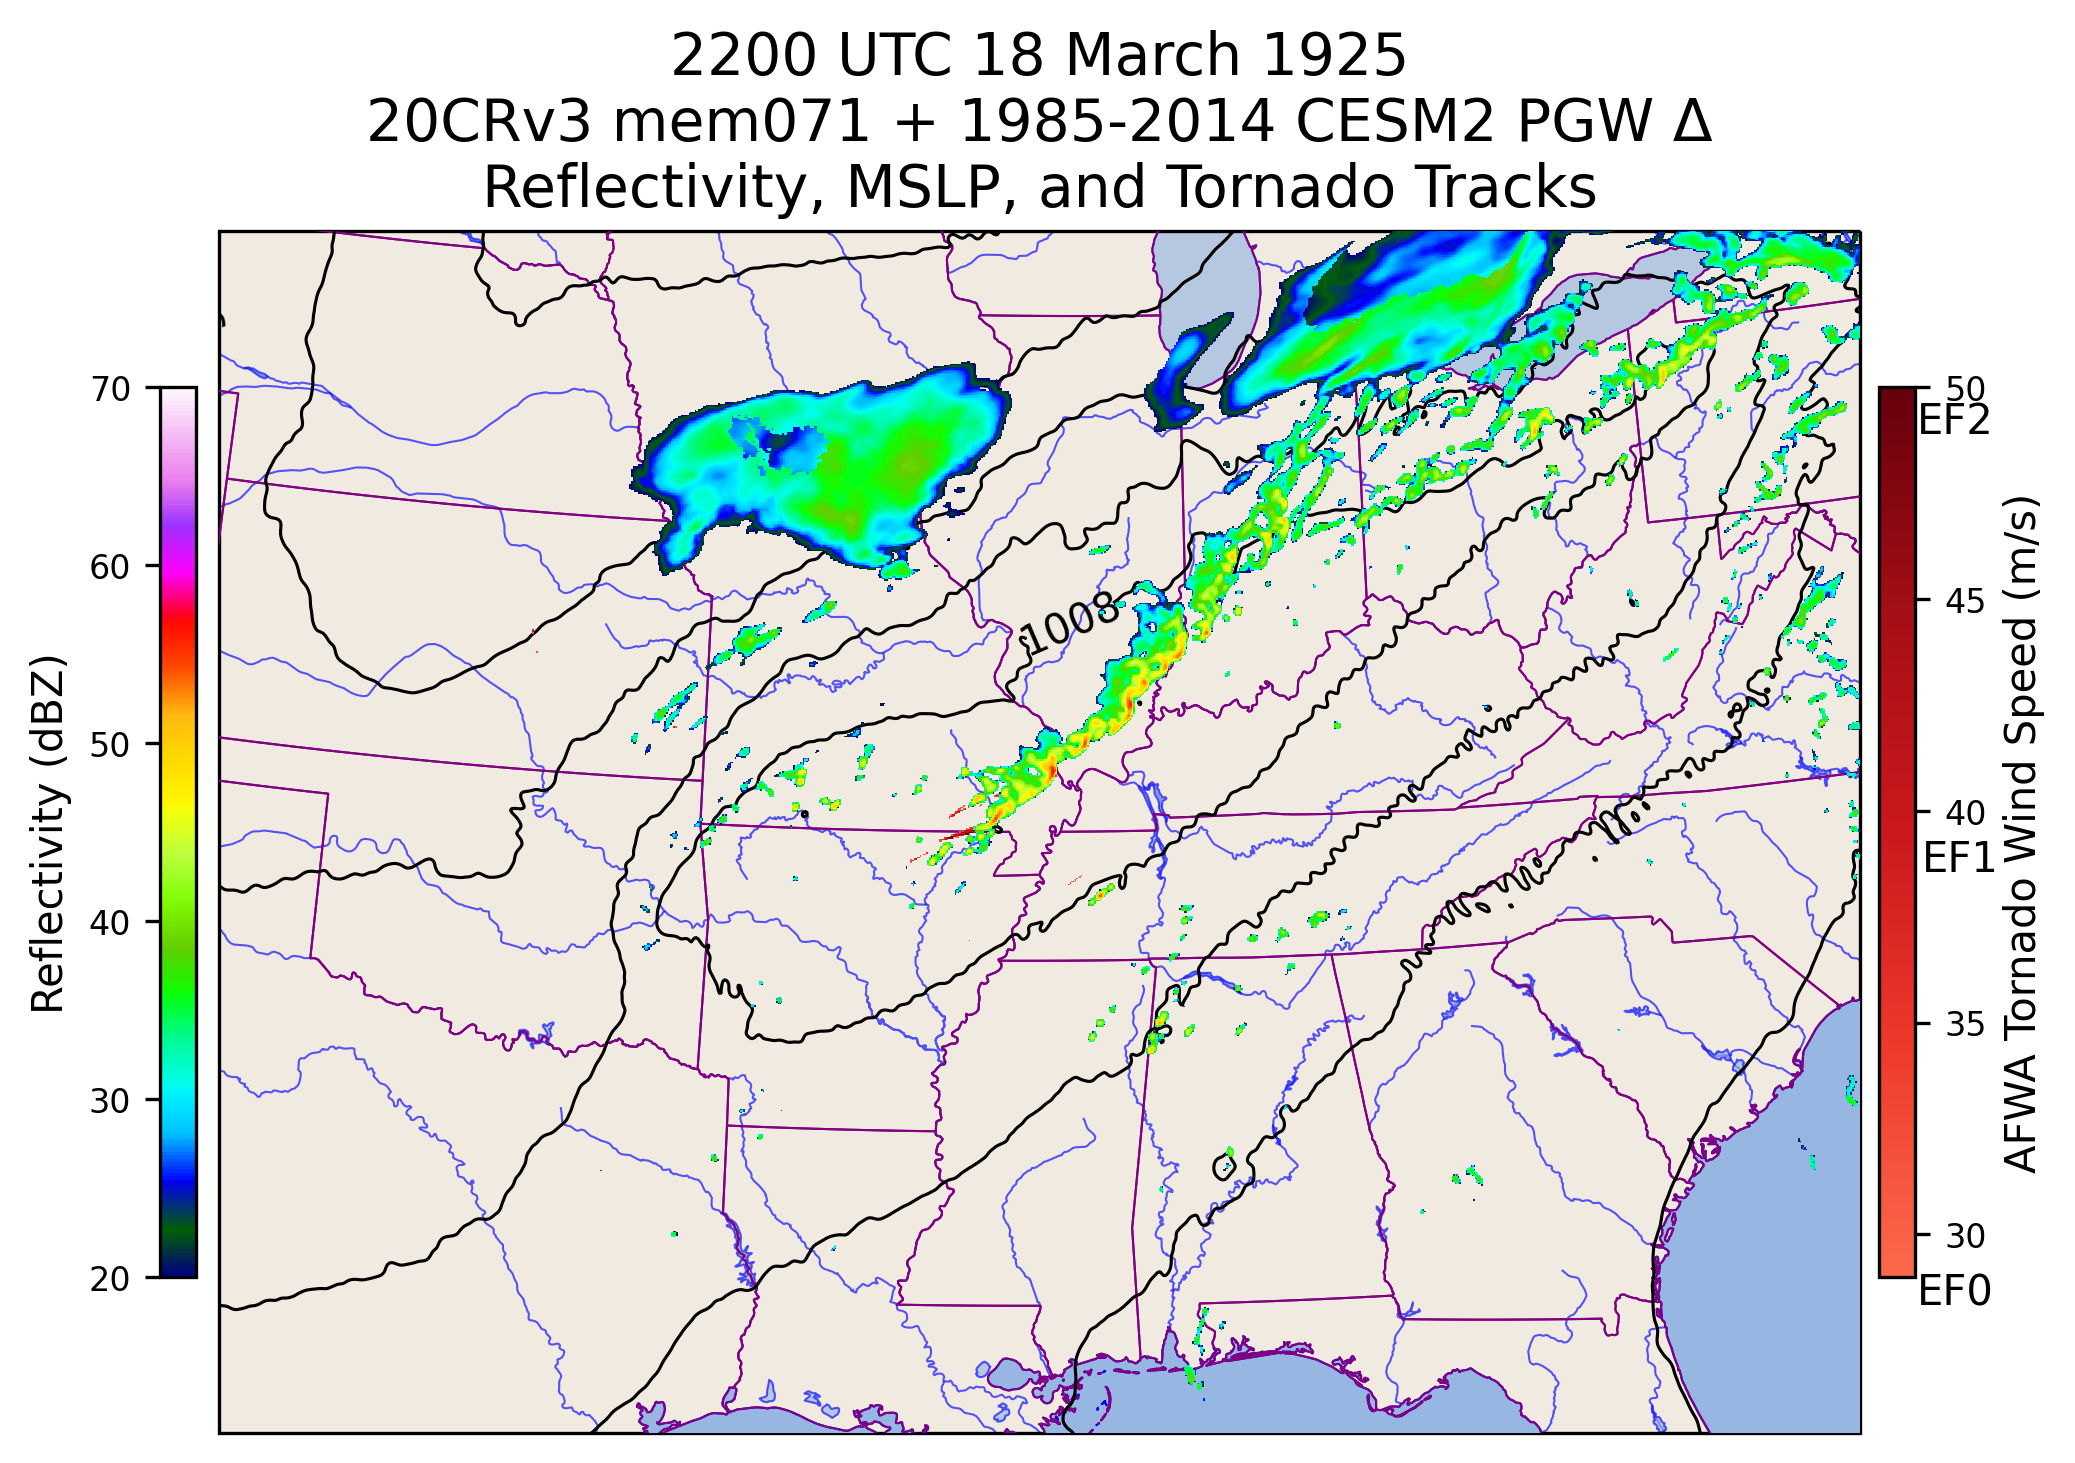 2200 UTC 18 March 1925
20CRv3 mem071 + 1985-2014 CESM2 PGW Δ
Reflectivity, MSLP, and Tornado Tracks
70
60
50
40
30
20
Reflectivity (dBZ)
1008
50
EF2
45
40
EF1
35
30
EF0
AFWA Tornado Wind Speed (m/s)